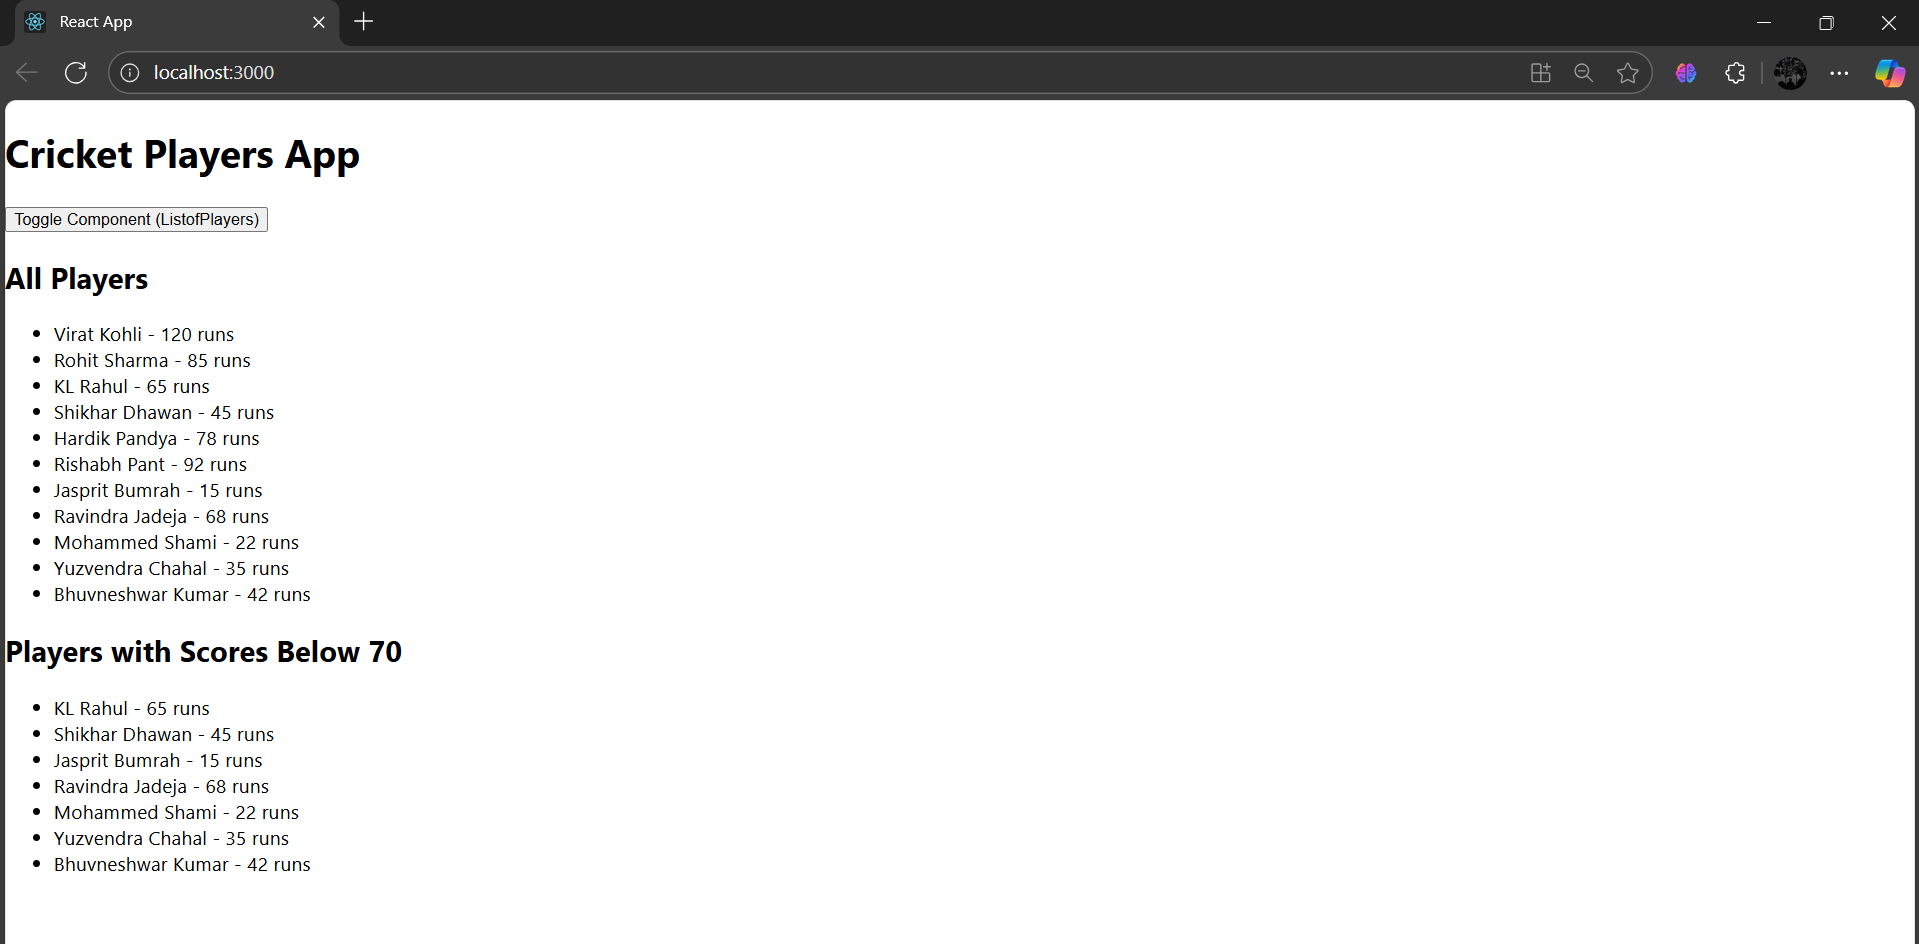 React App
localhost:3000
Cricket Players App
Toggle Component (ListofPlayers)
All Players
Virat Kohli - 120 runs
Rohit Sharma - 85 runs
KL Rahul - 65 runs
Shikhar Dhawan - 45 runs
Hardik Pandya - 78 runs
Rishabh Pant - 92 runs
Jasprit Bumrah - 15 runs
Ravindra Jadeja - 68 runs
Mohammed Shami - 22 runs
Yuzvendra Chahal - 35 runs
Bhuvneshwar Kumar - 42 runs
Players with Scores Below 70
KL Rahul - 65 runs
Shikhar Dhawan - 45 runs
Jasprit Bumrah - 15 runs
Ravindra Jadeja - 68 runs
Mohammed Shami - 22 runs
Yuzvendra Chahal - 35 runs
Bhuvneshwar Kumar - 42 runs